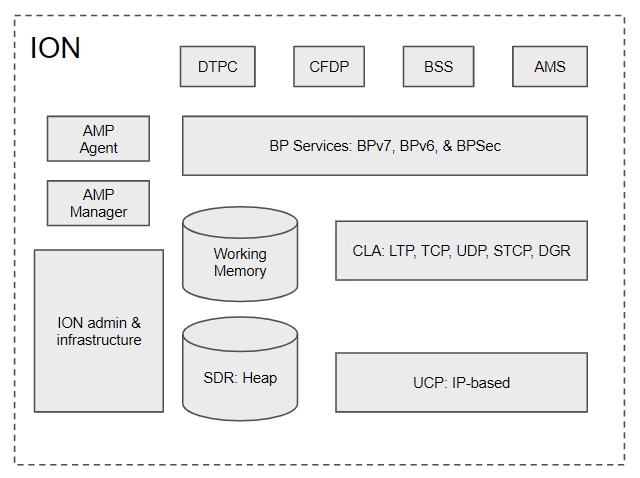 ION
DTPC
CFDP
BSS
AMS
AMP
Agent
BP Services: BPv7, BPv6, & BPSec
AMP
Manager
Working
Memory
CLA: LTP, TCP, UDP, STCP, DGR
ION admin &
infrastructure
SDR: Heap
UCP: IP-based